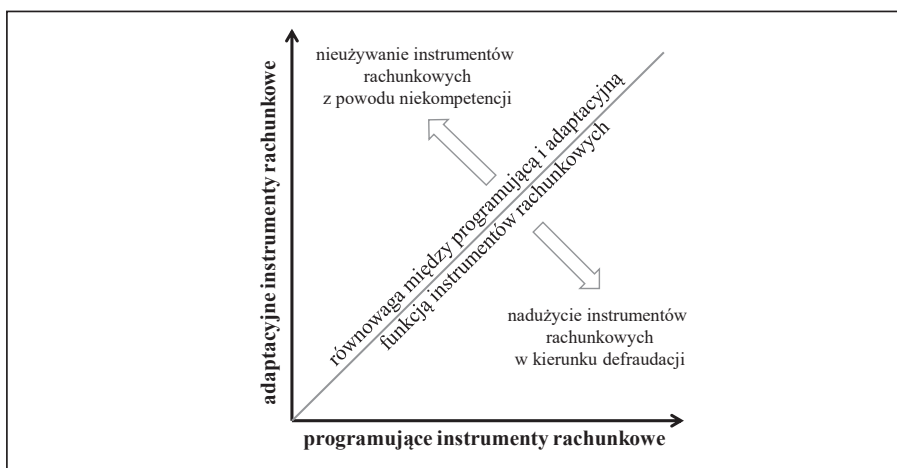 nieużywanie instrumentów
rachunkowych
z powodu niekompetencji
adaptacyjne instrumenty rachunkowe
równowaga między programującą i adaptacyjną
funkcją instrumentów rachunkowych
nadużycie instrumentów
rachunkowych
w kierunku defraudacji
programujące instrumenty rachunkowe